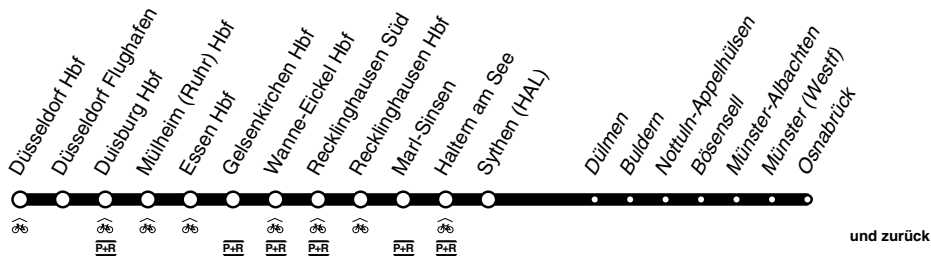 Düsseldorf Hbf
Düsseldorf Flughafen
Duisburg Hbf
Mülheim (Ruhr) Hbf
Essen Hbf
Gelsenkirchen Hbf
Wanne-Eickel Hbf
Recklinghausen Süd
Recklinghausen Hbf
Marl-Sinsen
Haltern am See
Sythen (HAL)
Dülmen
Buldern
Nottuln-Appelhülsen
Bösensell
Münster-Albachten
Münster (Westf)
Osnabrück
P+R P+R P+R P+R P+R P+R
und zurück